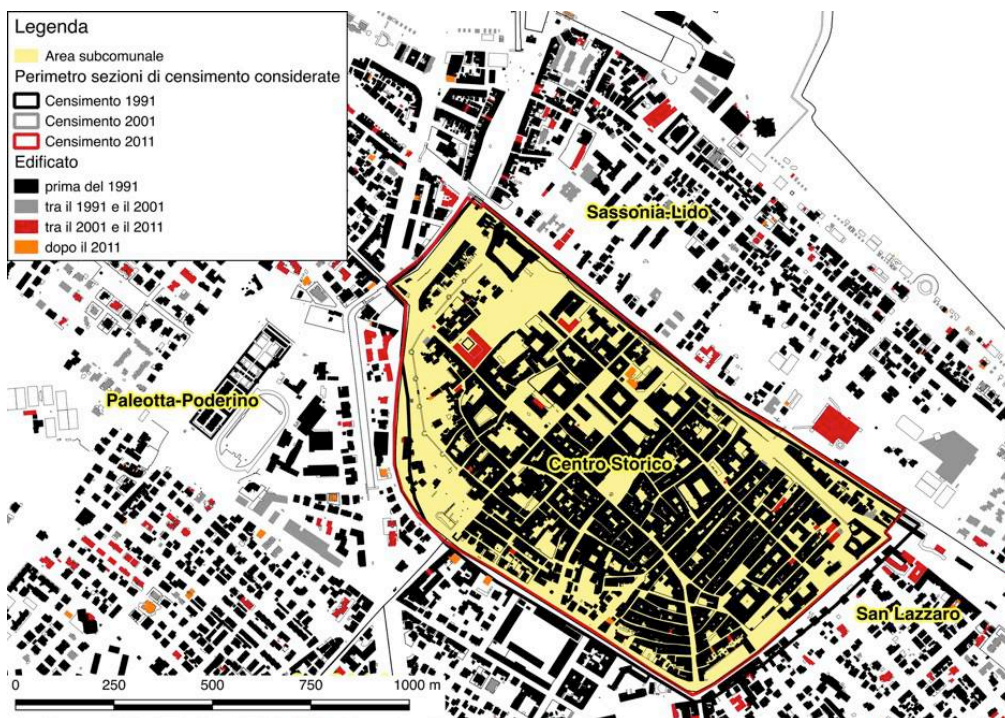 Legenda
Area subcomunale
Perimetro sezioni di censimento considerate
Censimento 1991
Censimento 2001
Censimento 2011
Edificato
prima del 1991
tra il 1991 e il 2001
tra il 2001 e il 2011
dopo il 2011
Sassonia-Lido
Paleotta-Poderino
Centro Storico
San Lazzaro
0 250 500 750 1000 m